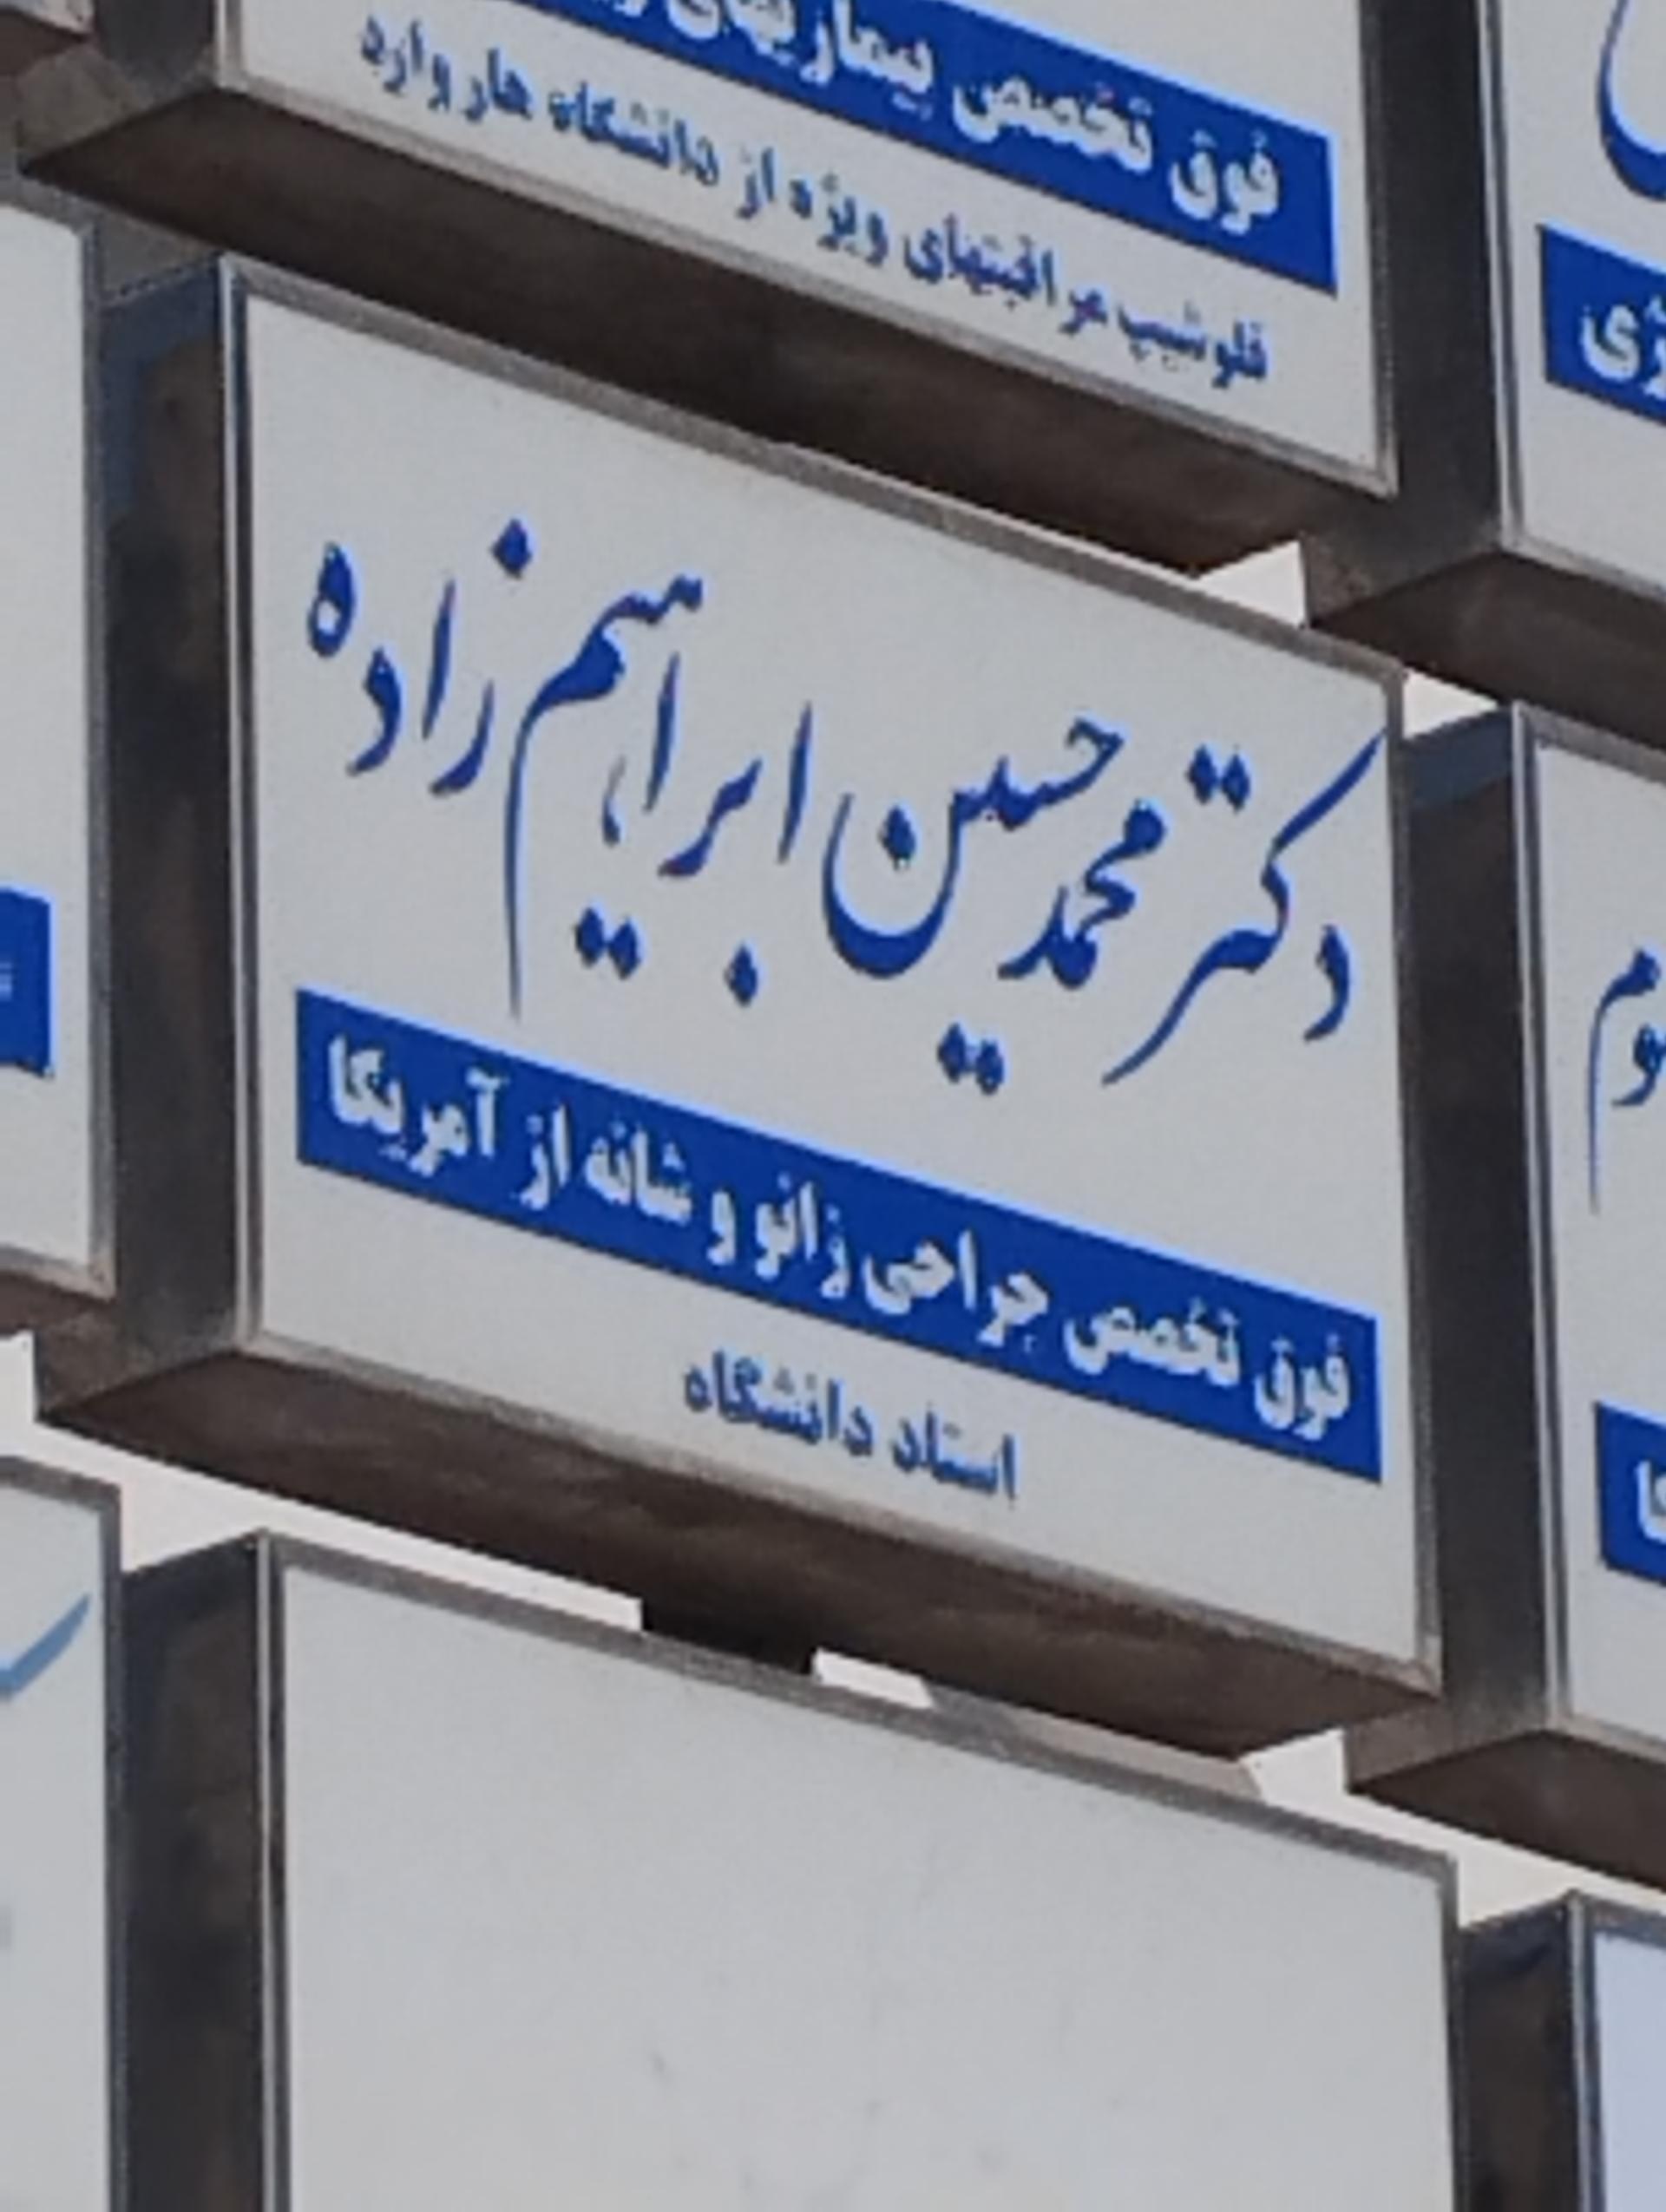 فوق تخصص بیماریهای
فلوشیپ مراقبتهای ویژه از دانشگاه هاروارد
دکتر محمدحسین ابراهیم زاده
فوق تخصص جراحی زانو و شانه از آمریکا
استاد دانشگاه